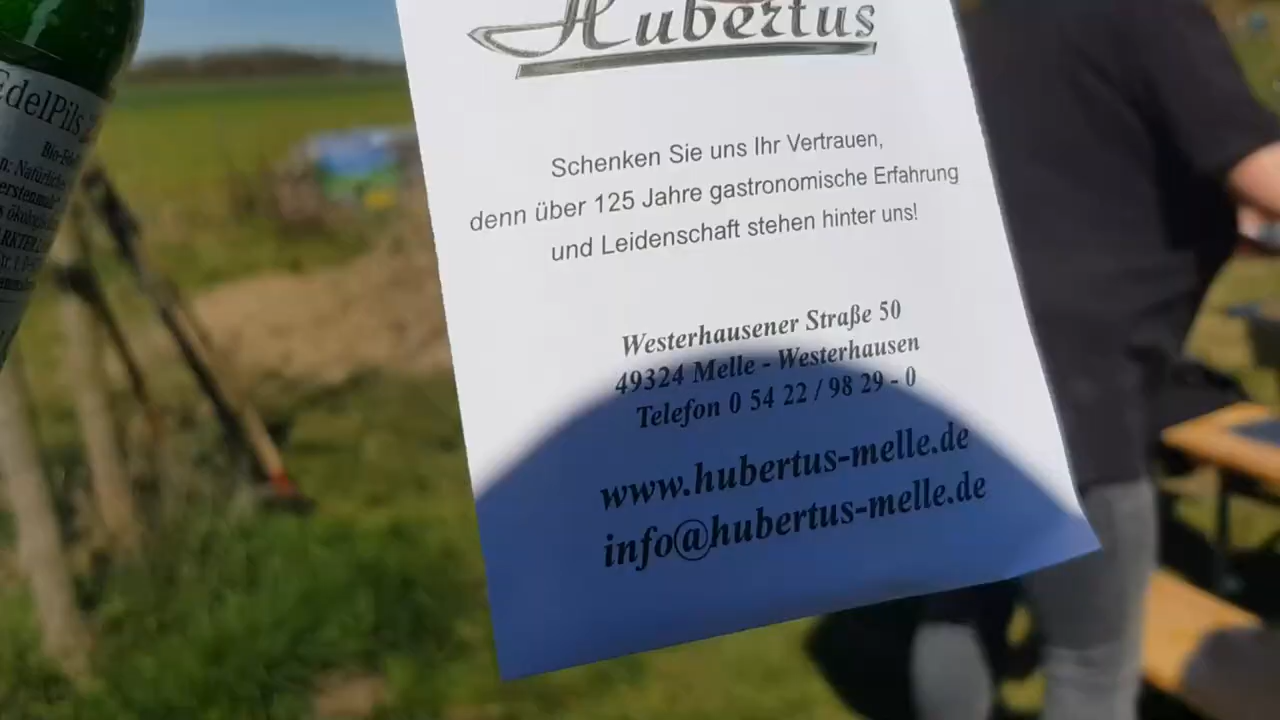 Hubertus
Schenken Sie uns Ihr Vertrauen,
denn über 125 Jahre gastronomische Erfahrung
und Leidenschaft stehen hinter uns!
Westerhausener Straße 50
49324 Melle - Westerhausen
Telefon 0 54 22 / 98 29 - 0
www.hubertus-melle.de
info@hubertus-melle.de
EdelPils